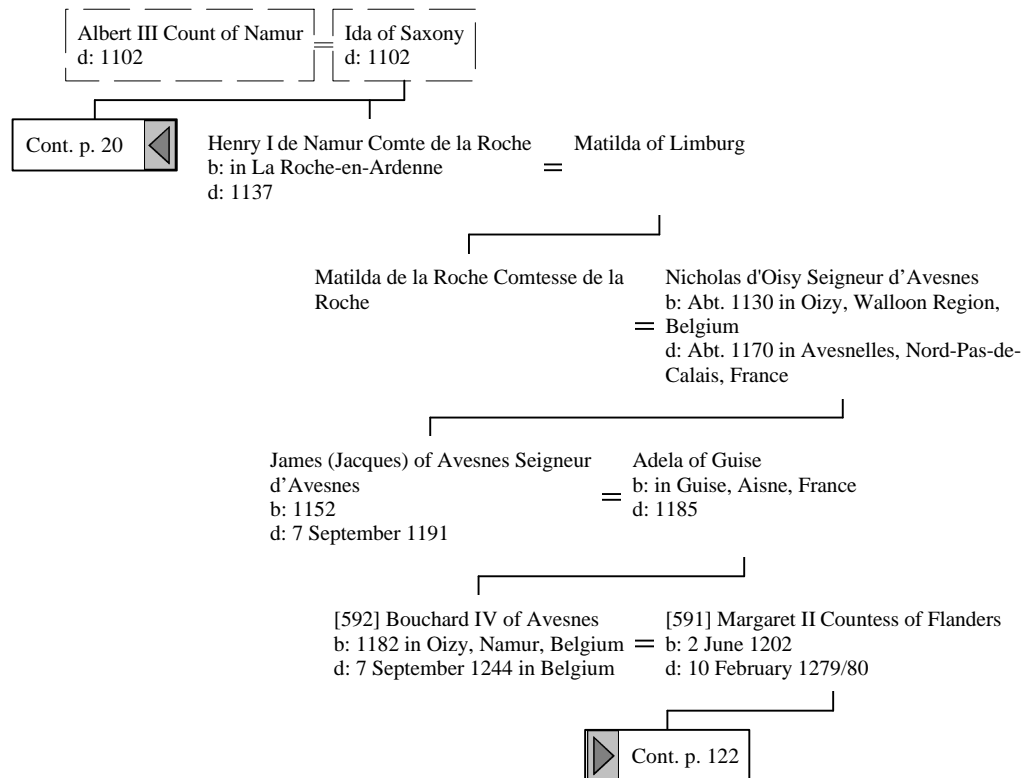 Albert III Count of Namur
d: 1102
=
Ida of Saxony
d: 1102
Cont. p. 20
Henry I de Namur Comte de la Roche
b: in La Roche-en-Ardenne
d: 1137
=
Matilda of Limburg
Matilda de la Roche Comtesse de la
Roche
=
Nicholas d'Oisy Seigneur d’Avesnes
b: Abt. 1130 in Oizy, Walloon Region,
Belgium
d: Abt. 1170 in Avesnelles, Nord-Pas-de-
Calais, France
James (Jacques) of Avesnes Seigneur
d’Avesnes
b: 1152
d: 7 September 1191
=
Adela of Guise
b: in Guise, Aisne, France
d: 1185
[592] Bouchard IV of Avesnes
b: 1182 in Oizy, Namur, Belgium
d: 7 September 1244 in Belgium
=
[591] Margaret II Countess of Flanders
b: 2 June 1202
d: 10 February 1279/80
Cont. p. 122